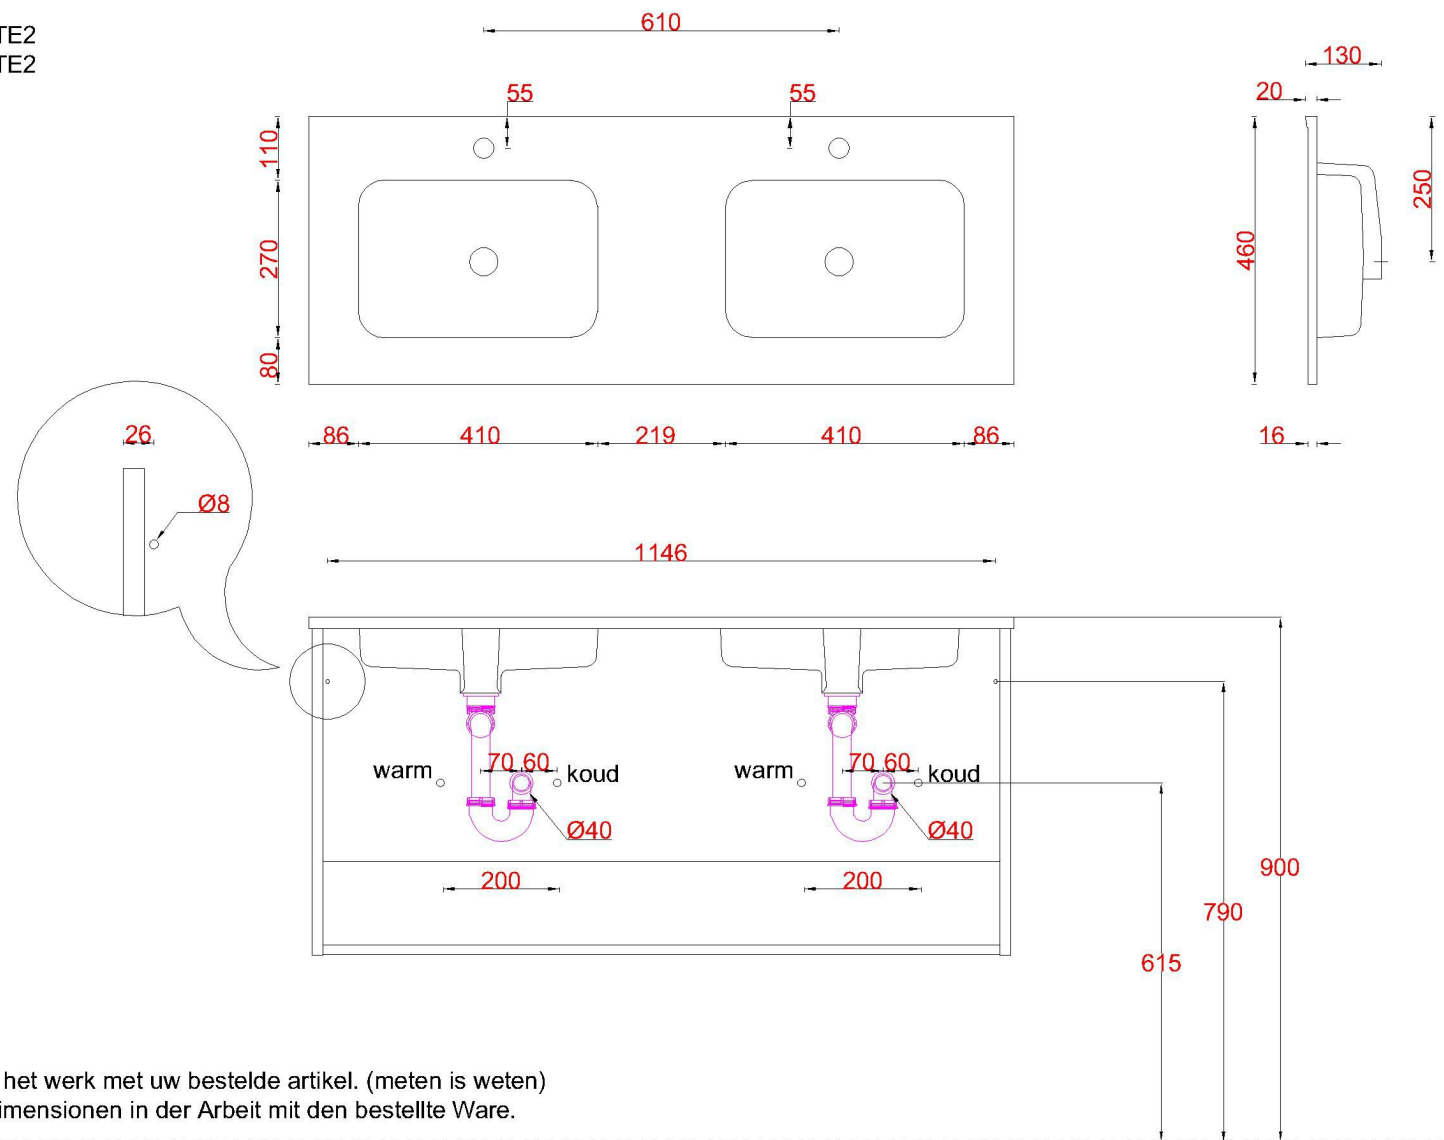 TE2
TE2
610
130
55
55
20
110
270
80
460
250
86
410
219
410
86
16
26
Ø8
1146
warm
70
60
koud
warm
70
60
koud
Ø40
Ø40
200
200
900
790
615
het werk met uw bestelde artikel. (meten is weten)
imensionen in der Arbeit mit den bestellte Ware.